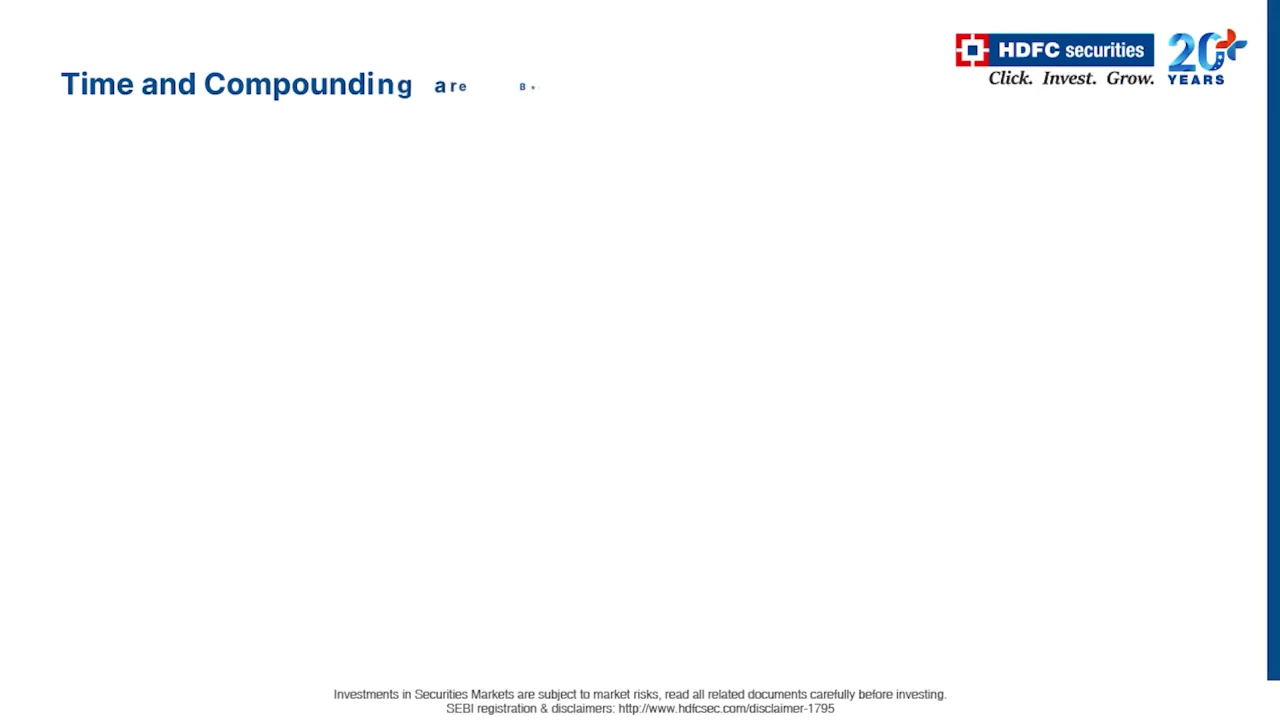 HDFC securities
Click. Invest. Grow.
20+
YEARS
Time and Compounding are
Investments in Securities Markets are subject to market risks, read all related documents carefully before investing.
SEBI registration & disclaimers: http://www.hdfcsec.com/disclaimer-1795